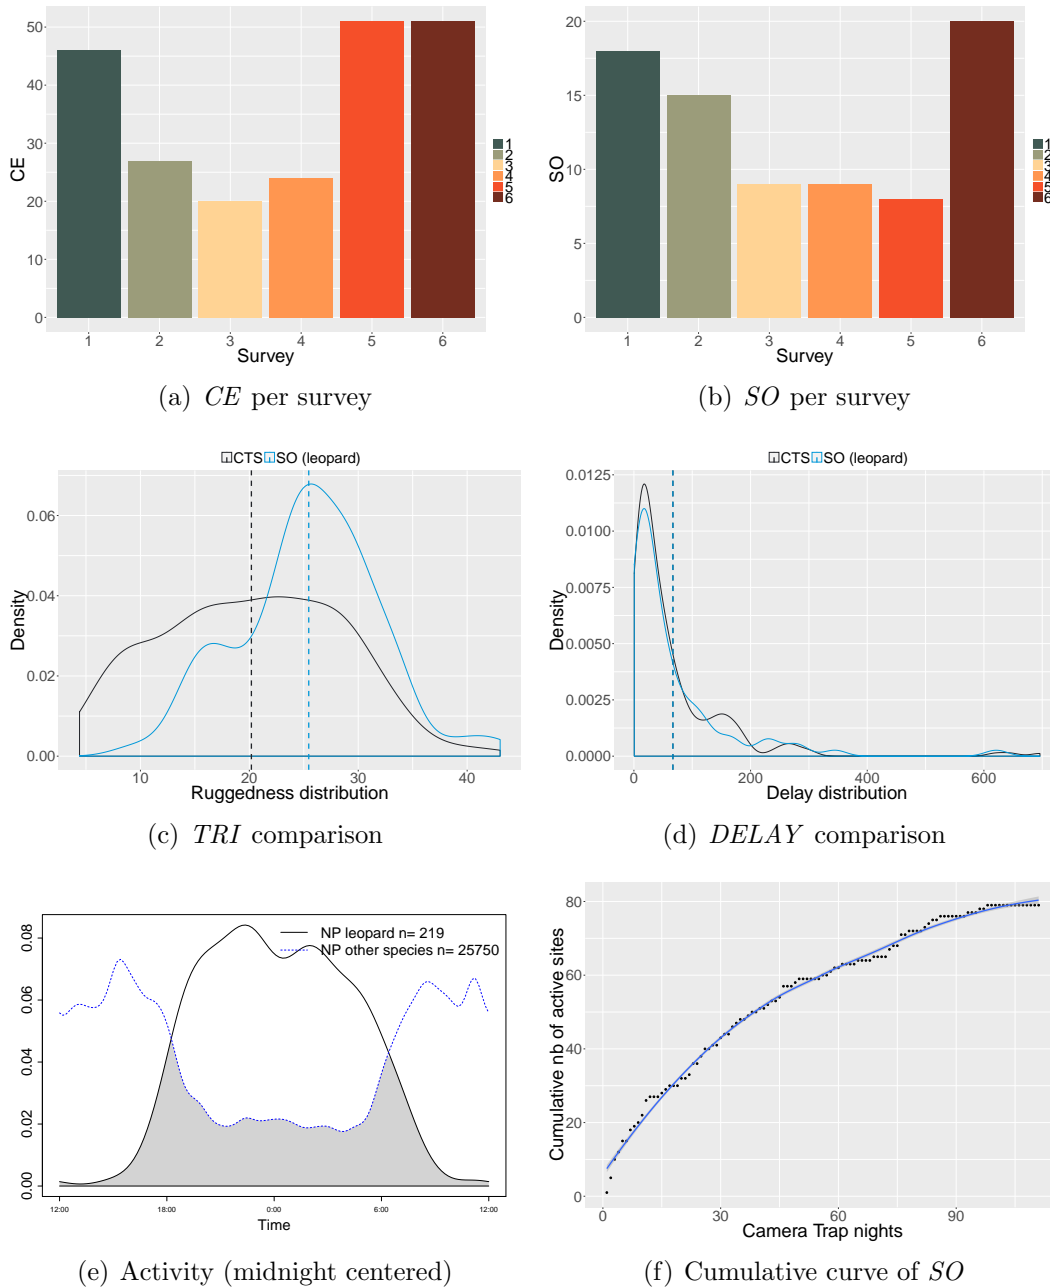 50
40
30
20
10
0
CE
1 2 3 4 5 6
Survey
1
2
3
4
5
6
(a) CE per survey
20
15
10
5
0
SO
1 2 3 4 5 6
Survey
1
2
3
4
5
6
(b) SO per survey
CTS SO (leopard)
0.06
0.04
0.02
0.00
Density
10 20 30 40
Ruggedness distribution
(c) TRI comparison
CTS SO (leopard)
0.0125
0.0100
0.0075
0.0050
0.0025
0.0000
Density
0 200 400 600
Delay distribution
(d) DELAY comparison
NP leopard n= 219
NP other species n= 25750
0.08
0.06
0.04
0.02
0.00
12:00 18:00 0:00 6:00 12:00
Time
(e) Activity (midnight centered)
80
60
40
20
0
Cumulative nb of active sites
0 30 60 90
Camera Trap nights
(f) Cumulative curve of SO